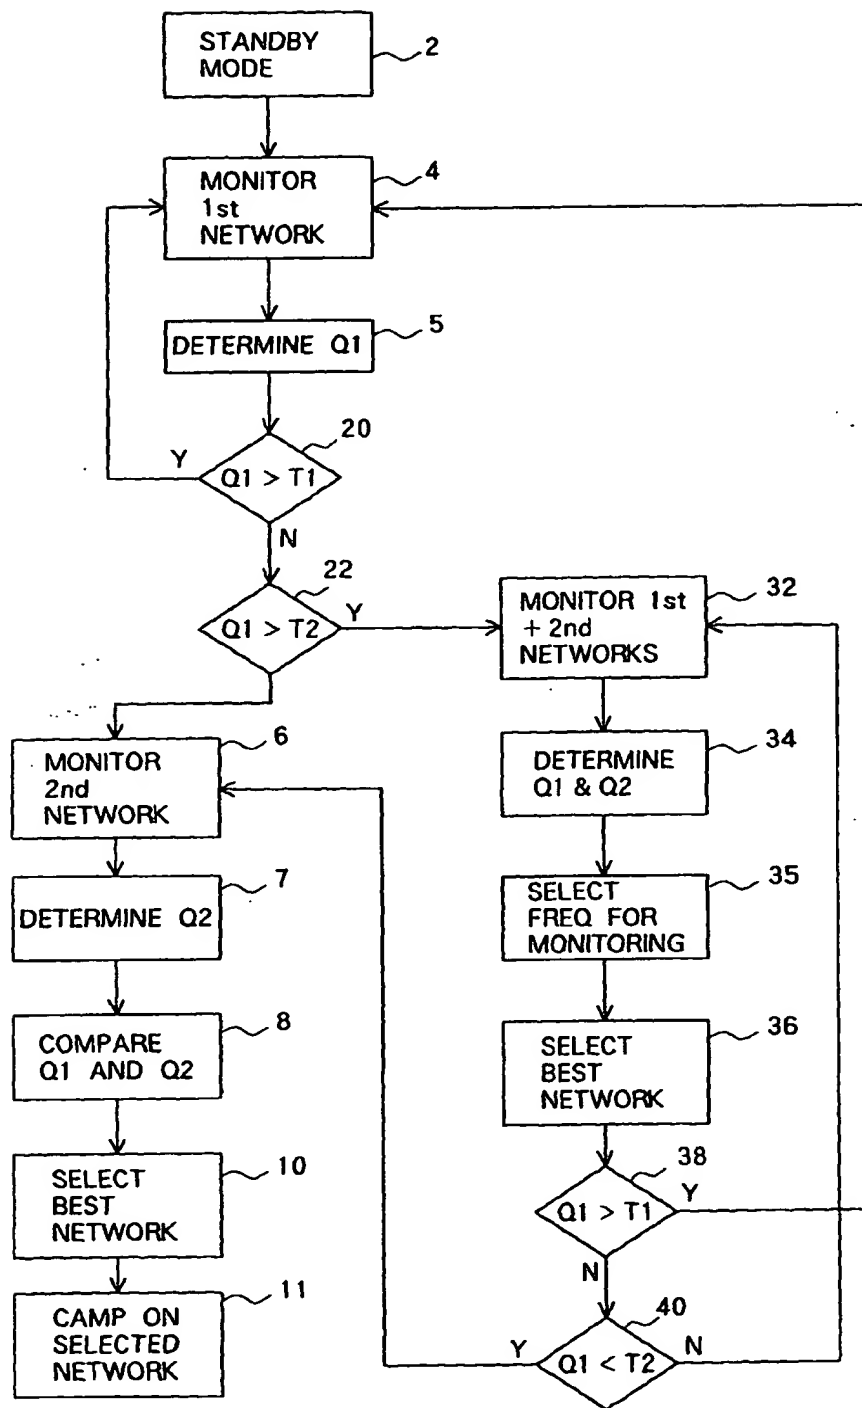 STANDBY
MODE
2
MONITOR
1st
NETWORK
4
DETERMINE Q1
5
Q1 > T1
20
Y
N
Q1 > T2
22
Y
MONITOR 1st
+ 2nd
NETWORKS
32
MONITOR
2nd
NETWORK
6
DETERMINE
Q1 & Q2
34
DETERMINE Q2
7
SELECT
FREQ FOR
MONITORING
35
COMPARE
Q1 AND Q2
8
SELECT
BEST
NETWORK
36
SELECT
BEST
NETWORK
10
Q1 > T1
38
Y
N
CAMP ON
SELECTED
NETWORK
11
Q1 < T2
40
Y
N